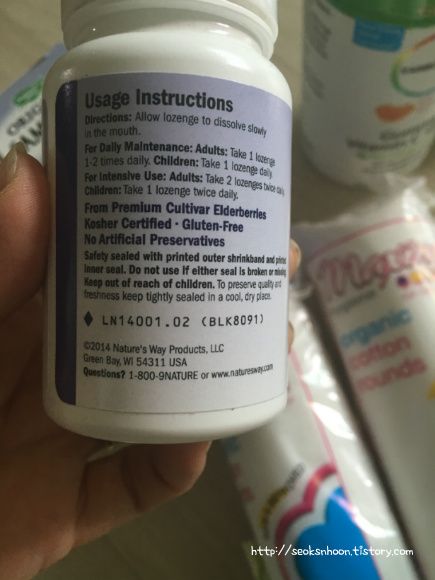 Usage Instructions
Directions: Allow lozenge to dissolve slowly
in the mouth.
For Daily Maintenance: Adults: Take 1 lozenge
1-2 times daily. Children: Take 1 lozenge daily.
For Intensive Use: Adults: Take 2 lozenges twice daily.
Children: Take 1 lozenge twice daily.
From Premium Cultivar Elderberries
Kosher Certified · Gluten-Free
No Artificial Preservatives
Safety sealed with printed outer shrinkband and printed
inner seal. Do not use if either seal is broken or missing.
Keep out of reach of children. To preserve quality and
freshness keep tightly sealed in a cool, dry place.
LN14001.02 (BLK8091)
©2014 Nature's Way Products, LLC
Green Bay, WI 54311 USA
Questions? 1-800-9NATURE or www.naturesway.com
organic
cotton
rounds
http://seoksnhoon.tistory.com